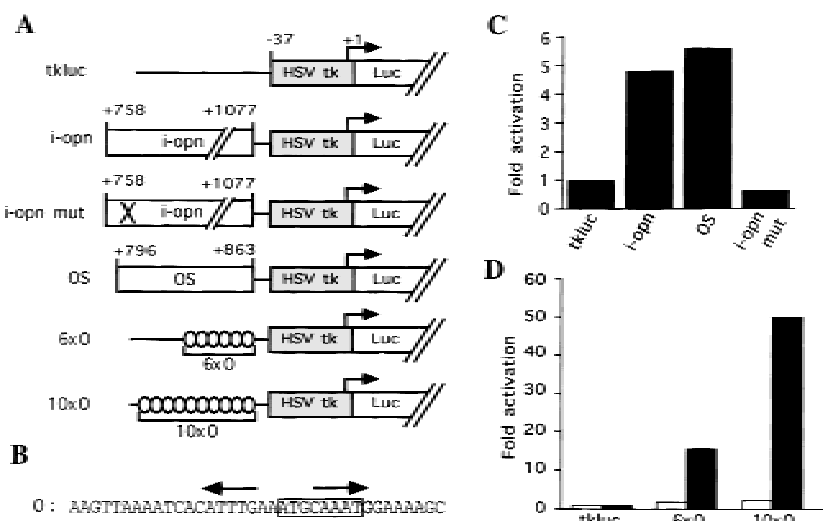 A
-37 +1
tkluc HSV tk Luc
+758 +1077
i-opn i-opn HSV tk Luc
+758 +1077
i-opn mut X i-opn HSV tk Luc
+796 +863
OS OS HSV tk Luc
6xO HSV tk Luc
6xO
10xO HSV tk Luc
10xO
B
O: AAGTTAAAATCACATTTGAAATGCAAATGGAAAAGC
C
Fold activation
6
5
4
3
2
1
0
tkluc
i-opn
OS
i-opn
mut
D
Fold activation
60
50
40
30
20
10
0
tkluc 6xO 10xO